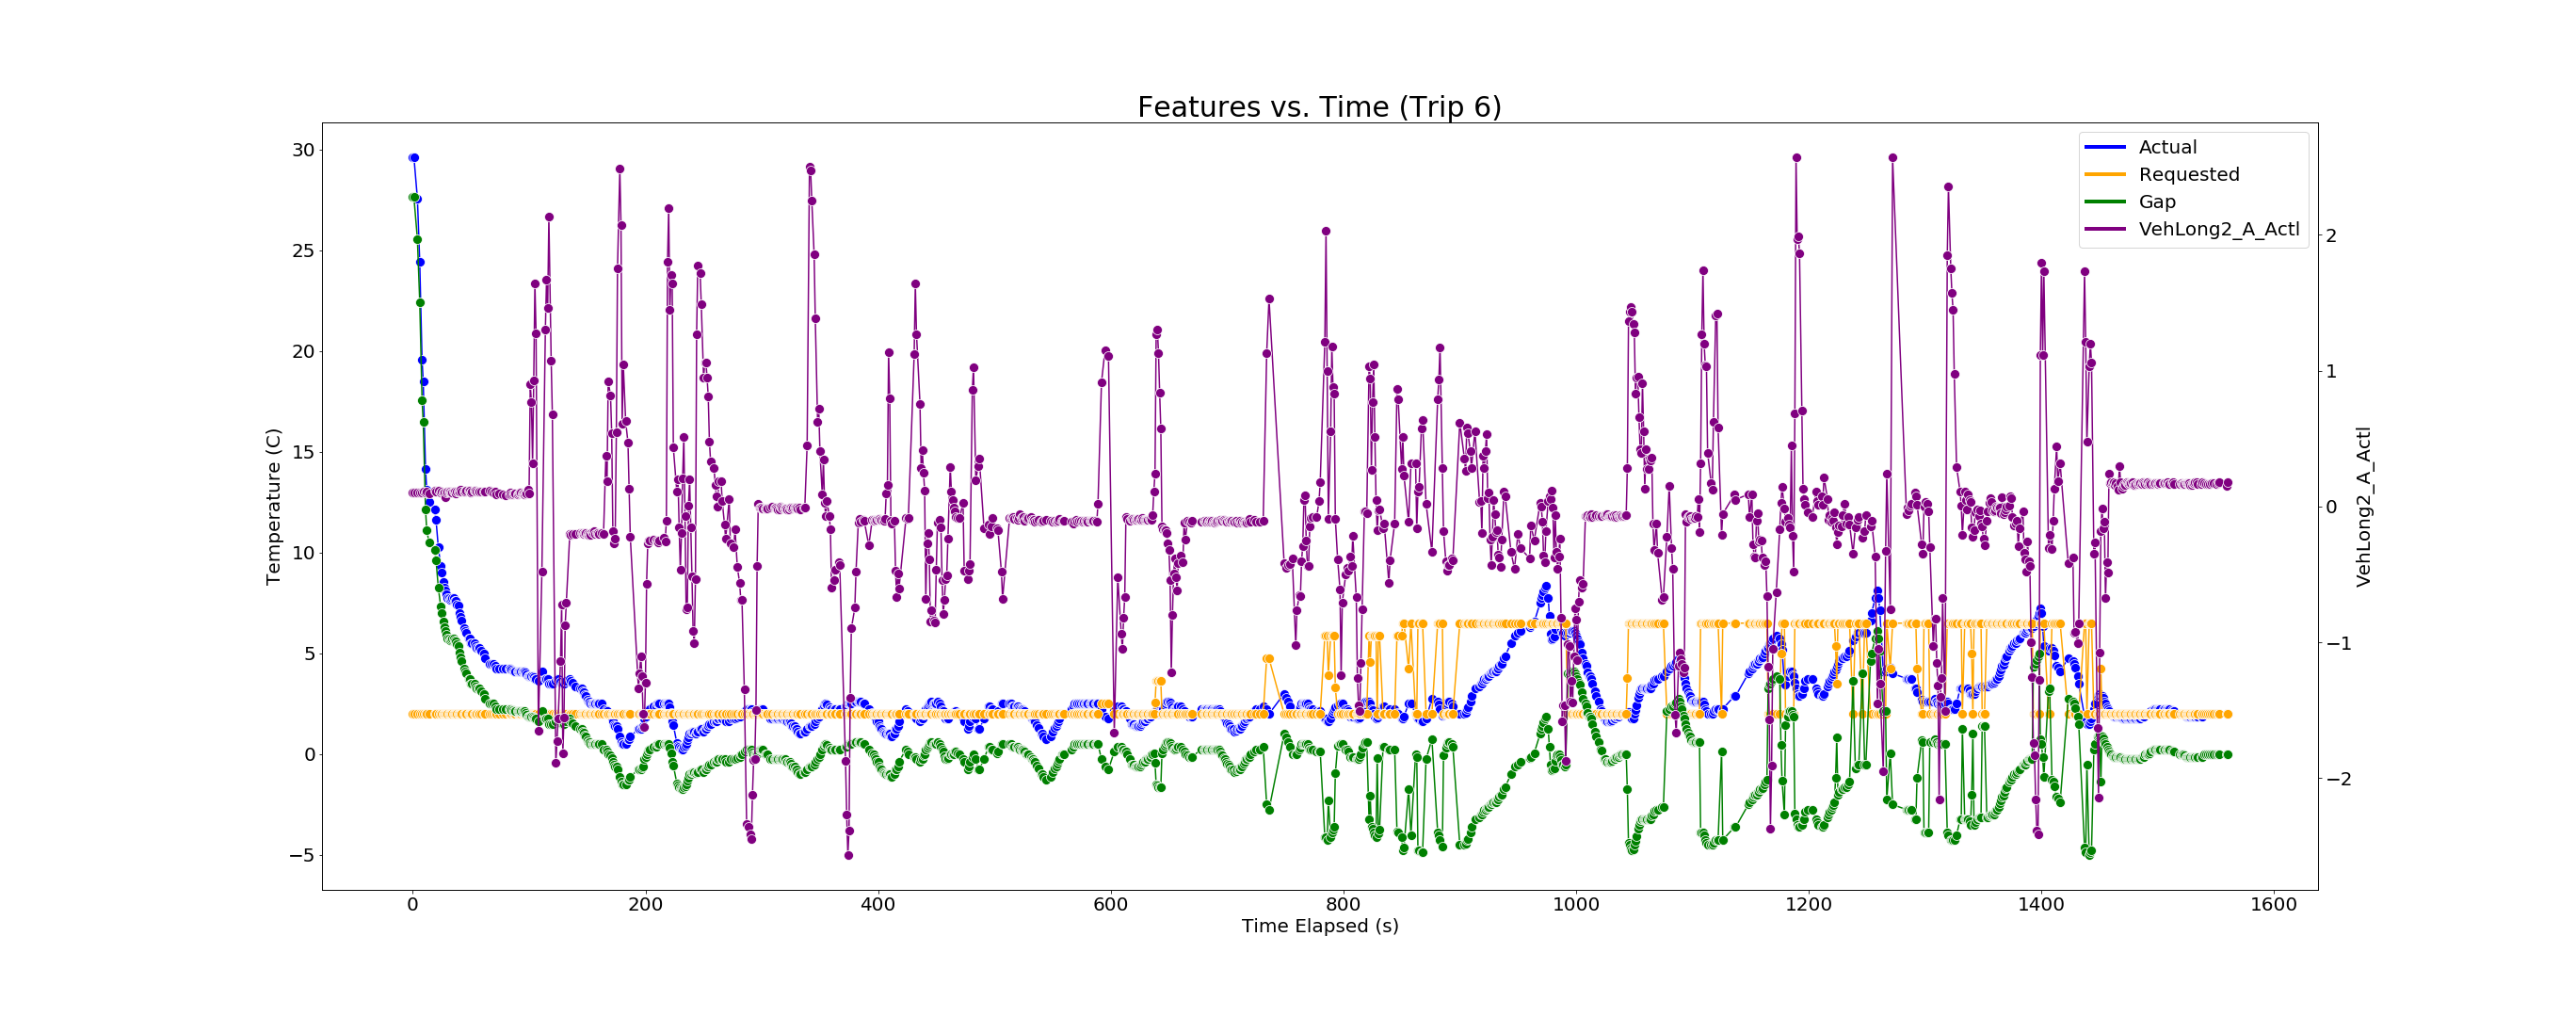 Features vs. Time (Trip 6)
Actual
Requested
Gap
VehLong2_A_Actl
Temperature (C)
30
25
20
15
10
5
0
−5
VehLong2_A_Actl
2
1
0
−1
−2
0 200 400 600 800 1000 1200 1400 1600
Time Elapsed (s)